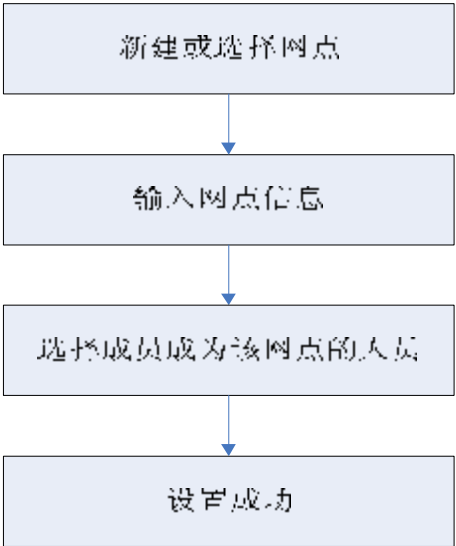 新建或选择网点
输入网点信息
选择成员成为该网点的人员
设置成功